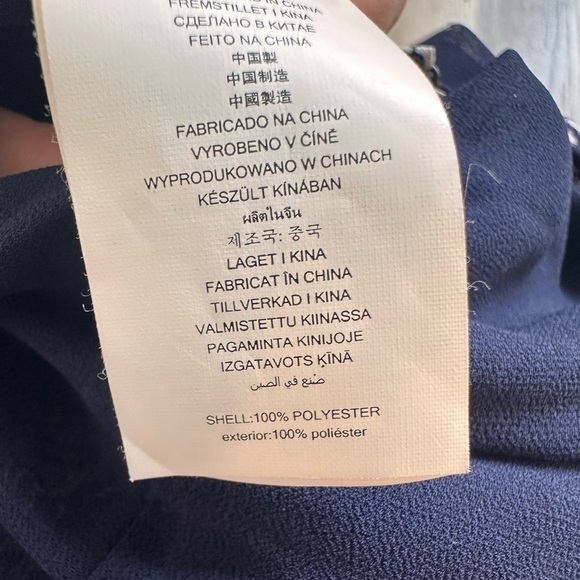 IN CHINA
FREMSTILLET I KINA
СДЕЛАНО В КИТАЕ
FEITO NA CHINA
中国製
中国制造
中國製造
FABRICADO NA CHINA
VYROBENO V ČÍNĚ
WYPRODUKOWANO W CHINACH
KÉSZÜLT KÍNÁBAN
ผลิตในจีน
제조국: 중국
LAGET I KINA
FABRICAT ÎN CHINA
TILLVERKAD I KINA
VALMISTETTU KIINASSA
PAGAMINTA KINIJOJE
IZGATAVOTS ĶĪNĀ
صنع في الصين
SHELL:100% POLYESTER
exterior:100% poliéster